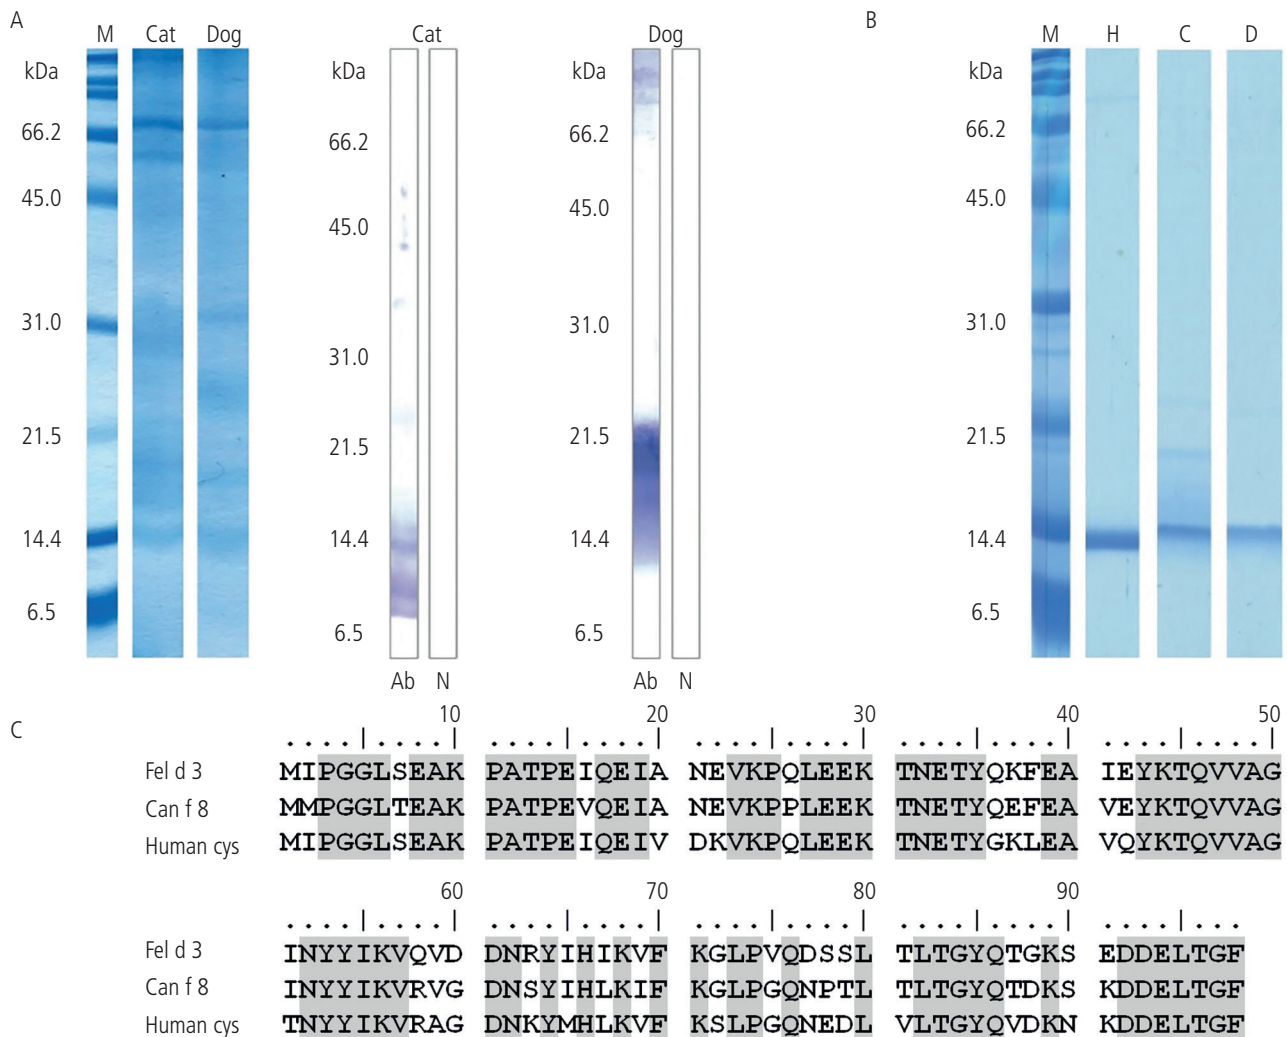 A
B
M Cat Dog
Cat
Dog
M H C D
kDa
66.2
45.0
31.0
21.5
14.4
6.5
kDa
66.2
45.0
31.0
21.5
14.4
6.5
Ab N
kDa
66.2
45.0
31.0
21.5
14.4
6.5
Ab N
kDa
66.2
45.0
31.0
21.5
14.4
6.5
C
10 20 30 40 50
Fel d 3 MIPGGLSEAK PATPEIQEIA NEVKPQLEEK TNETYQKFEA IEYKTQVVAG
Can f 8 MMPGGLTEAK PATPEVQEIA NEVKPPLEEK TNETYQEFEA VEYKTQVVAG
Human cys MIPGGLSEAK PATPEIQEIV DKVKPQLEEK TNETYGKLEA VQYKTQVVAG
60 70 80 90
Fel d 3 INYYIKVQVD DNRYIHIKVF KGLPVQDSSL TLTGYQTGKS EDDELTGF
Can f 8 INYYIKVRVG DNSYIHLKIF KGLPGQNPTL TLTGYQTDKS KDDELTGF
Human cys TNYYIKVRAG DNKYMHLKVF KSLPGQNEDL VLTGYQVDKN KDDELTGF